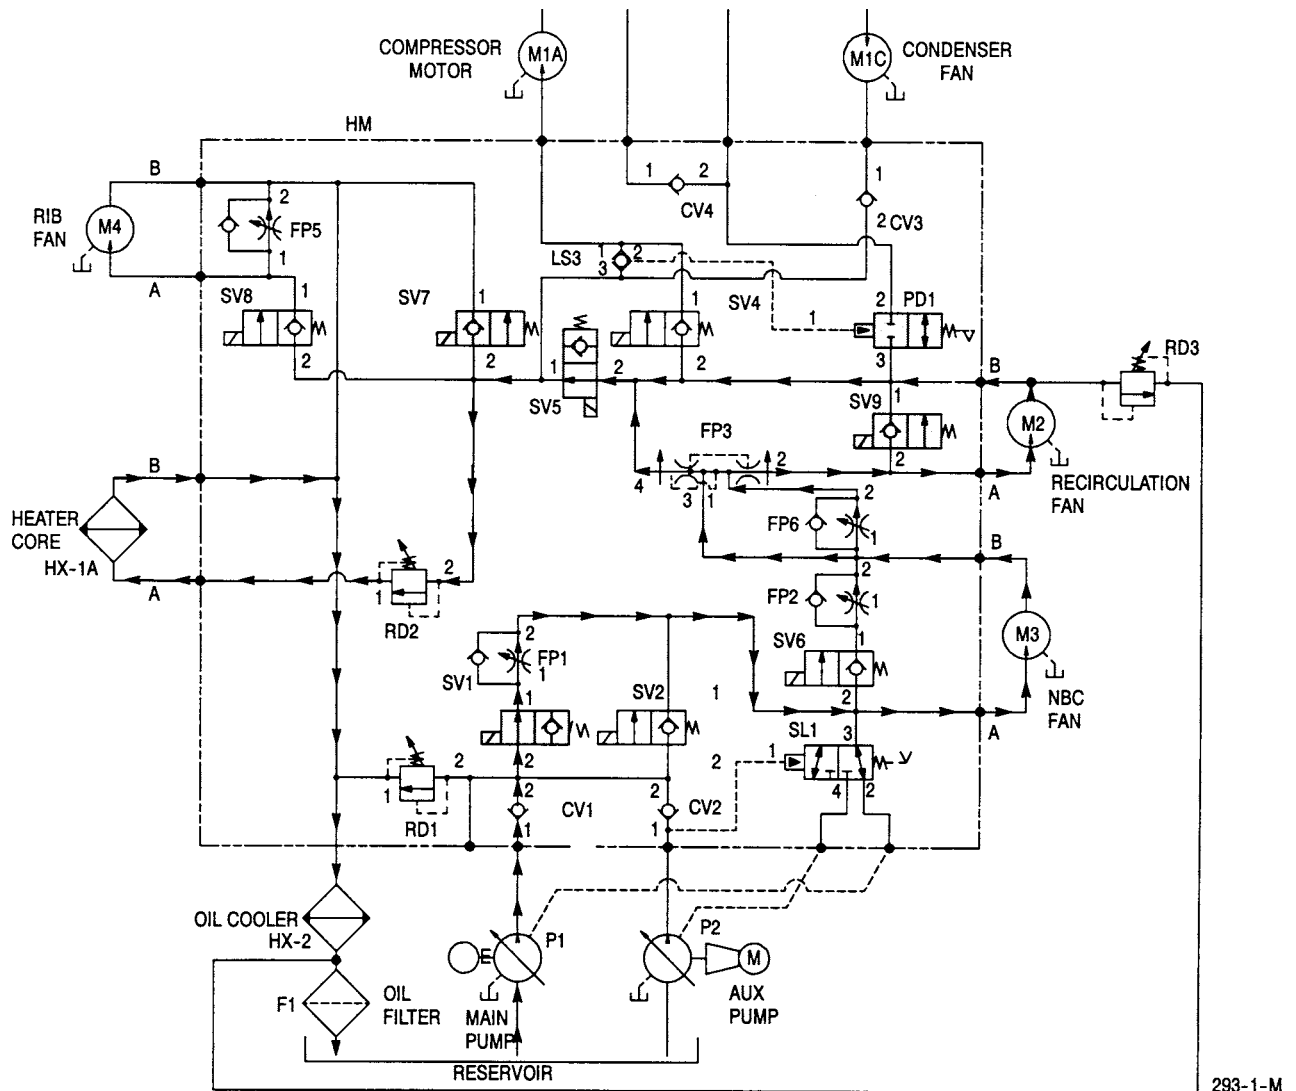 COMPRESSOR
MOTOR
M1A
M1C
CONDENSER
FAN
HM
B
1
2
CV4
1
2
CV3
RIB
FAN
M4
2
FP5
1
A
LS3
1
2
3
SV8
1
2
SV7
1
2
SV4
1
2
1
2
PD1
3
SV5
1
2
B
RD3
SV9
1
2
M2
FP3
4
3
1
2
A
RECIRCULATION
FAN
B
HEATER
CORE
HX-1A
A
FP6
2
1
B
FP2
2
1
RD2
1
2
M3
NBC
FAN
A
SV6
1
2
2
FP1
1
SV1
1
2
SV2
1
2
SL1
1
3
4
2
RD1
1
2
2
CV1
1
2
CV2
1
OIL COOLER
HX-2
P1
E
P2
M
F1
OIL
FILTER
MAIN
PUMP
AUX
PUMP
RESERVOIR
293-1-M